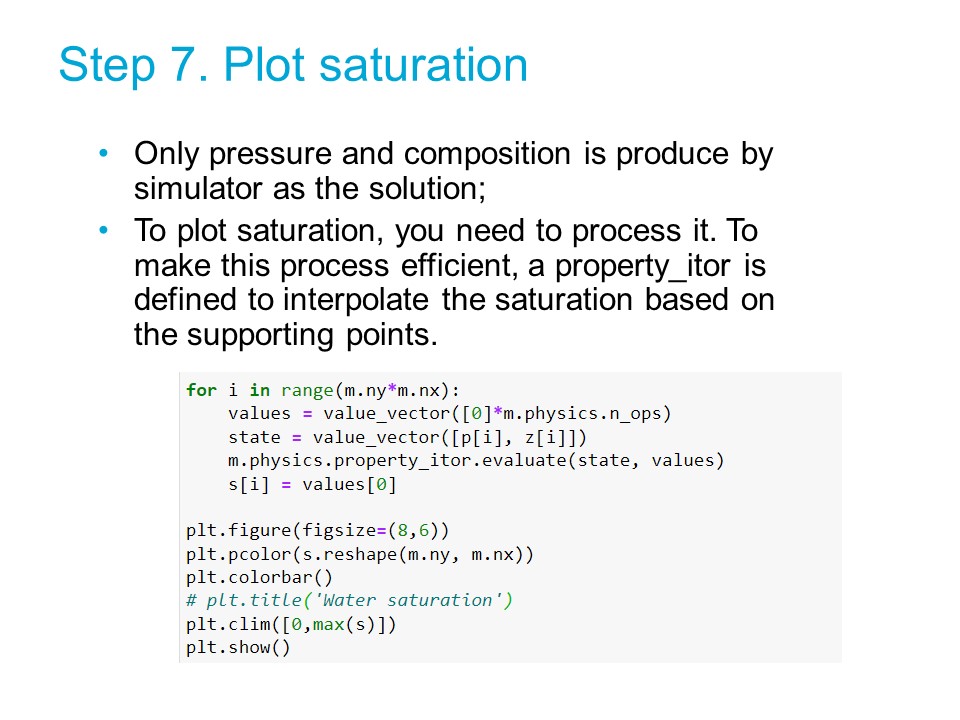 Step 7. Plot saturation
• Only pressure and composition is produce by
simulator as the solution;
• To plot saturation, you need to process it. To
make this process efficient, a property_itor is
defined to interpolate the saturation based on
the supporting points.
for i in range(m.ny*m.nx):
    values = value_vector([0]*m.physics.n_ops)
    state = value_vector([p[i], z[i]])
    m.physics.property_itor.evaluate(state, values)
    s[i] = values[0]

plt.figure(figsize=(8,6))
plt.pcolor(s.reshape(m.ny, m.nx))
plt.colorbar()
# plt.title('Water saturation')
plt.clim([0,max(s)])
plt.show()